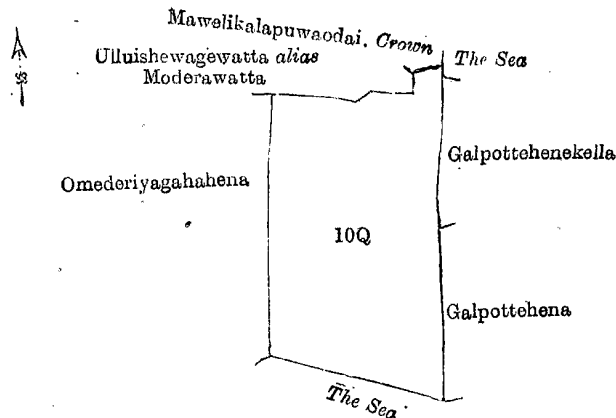 Mawelikalapuwaodai. Crown
The Sea
Ulluishewagewatta alias
Moderawatta
Galpottehenekella
Omederiyagahahena
10Q
Galpottehena
The Sea